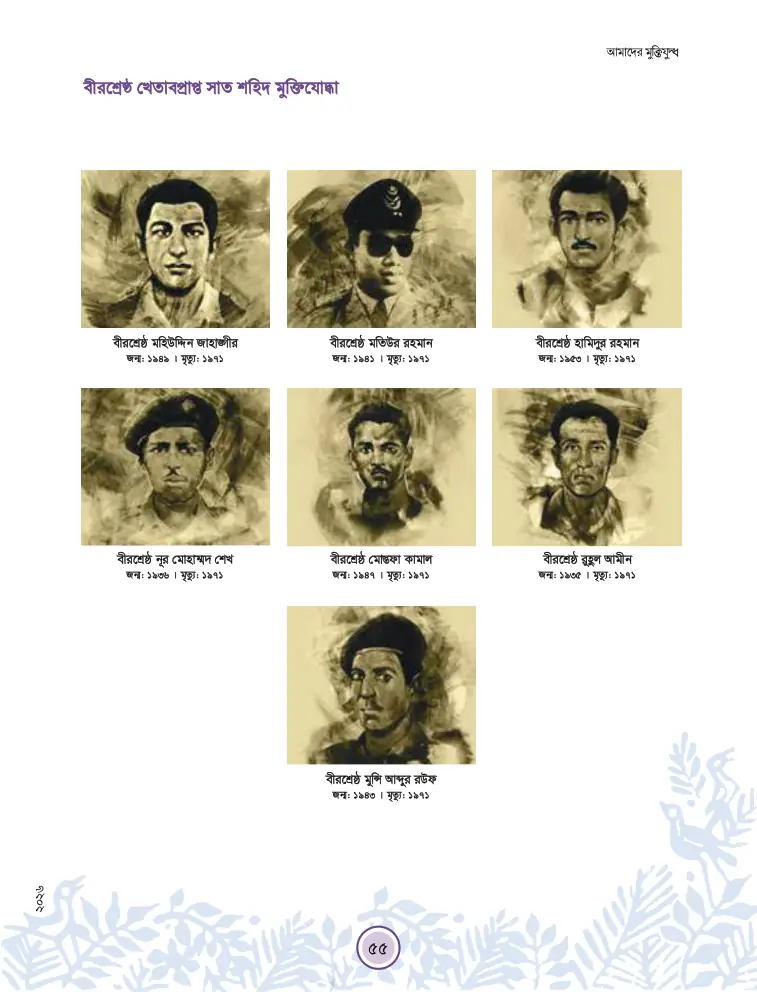 আমাদের মুক্তিযুদ্ধ
বীরশ্রেষ্ঠ খেতাবপ্রাপ্ত সাত শহিদ মুক্তিযোদ্ধা
বীরশ্রেষ্ঠ মহিউদ্দিন জাহাঙ্গীর
জন্ম: ১৯৪৯ । মৃত্যু: ১৯৭১
বীরশ্রেষ্ঠ মতিউর রহমান
জন্ম: ১৯৪১ । মৃত্যু: ১৯৭১
বীরশ্রেষ্ঠ হামিদুর রহমান
জন্ম: ১৯৫৩ । মৃত্যু: ১৯৭১
বীরশ্রেষ্ঠ নূর মোহাম্মদ শেখ
জন্ম: ১৯৩৬ । মৃত্যু: ১৯৭১
বীরশ্রেষ্ঠ মোস্তফা কামাল
জন্ম: ১৯৪৭ । মৃত্যু: ১৯৭১
বীরশ্রেষ্ঠ রুহুল আমীন
জন্ম: ১৯৩৫ । মৃত্যু: ১৯৭১
বীরশ্রেষ্ঠ মুন্সি আব্দুর রউফ
জন্ম: ১৯৪৩ । মৃত্যু: ১৯৭১
২০২৬
৫৫